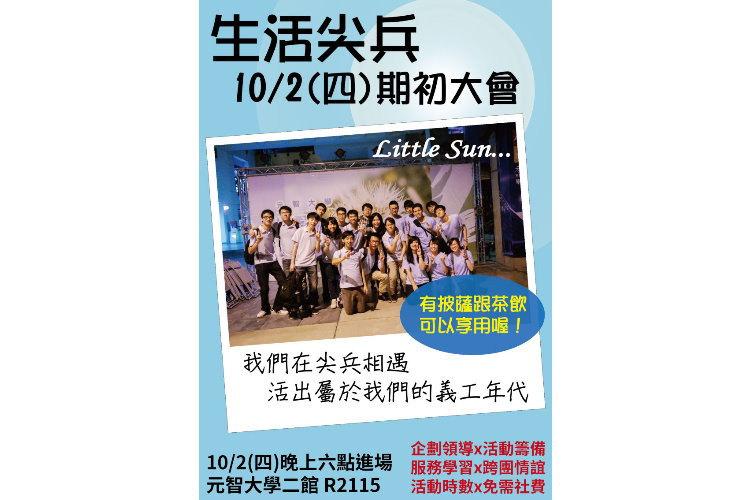 生活尖兵
10/2(四)期初大會
Little Sun...
元智大學
有披薩跟茶飲
可以享用喔！
我們在尖兵相遇
活出屬於我們的義工年代
10/2(四)晚上六點進場
元智大學二館 R2115
企劃領導x活動籌備
服務學習x跨團情誼
活動時數x免需社費